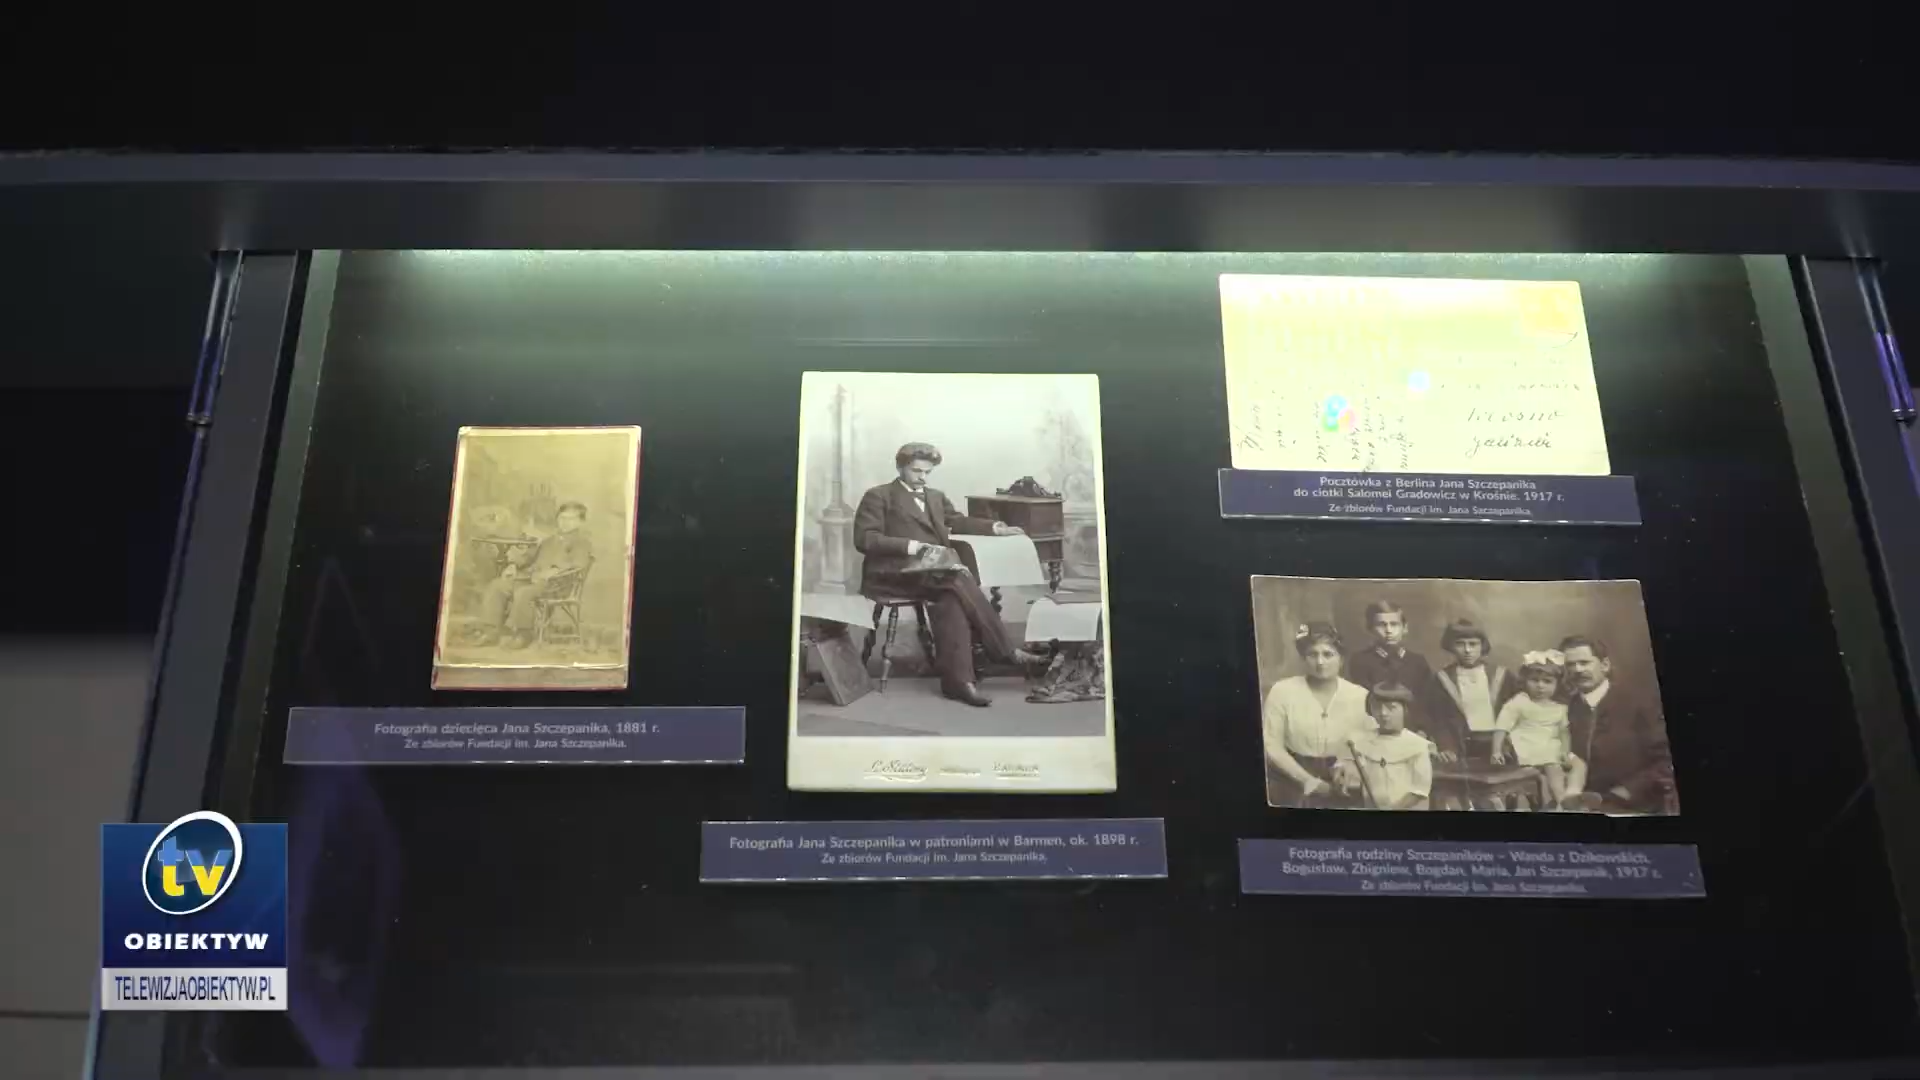 Krosno
Pocztówka z Berlina Jana Szczepanika
do ciotki Salomei Gradowicz w Krośnie, 1917 r.
Ze zbiorów Fundacji im. Jana Szczepanika.
Fotografia dziecięca Jana Szczepanika, 1881 r.
Ze zbiorów Fundacji im. Jana Szczepanika.
Fotografia Jana Szczepanika w patroniarni w Barmen, ok. 1898 r.
Ze zbiorów Fundacji im. Jana Szczepanika.
Fotografia rodziny Szczepaników – Wanda z Dzikowskich,
Bogusław, Zbigniew, Bogdan, Maria, Jan Szczepanik, 1917 r.
Ze zbiorów Fundacji im. Jana Szczepanika.
tv
OBIEKTYW
TELEWIZJAOBIEKTYW.PL